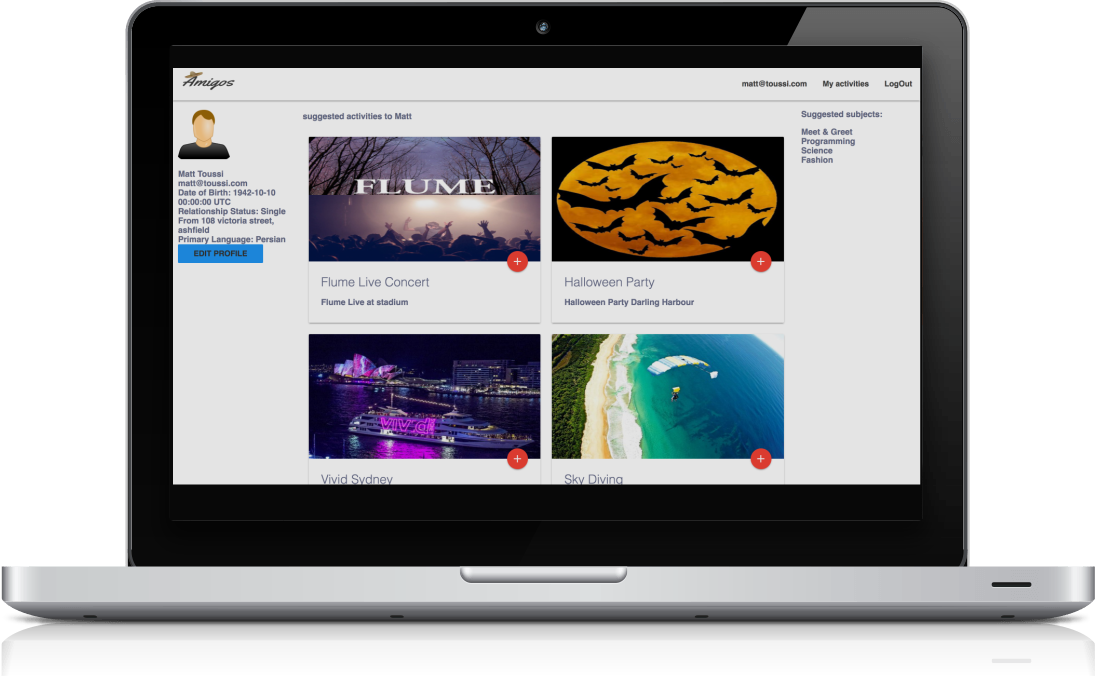 Amigos
matt@toussi.com My activities LogOut
Matt Toussi
matt@toussi.com
Date of Birth: 1942-10-10
00:00:00 UTC
Relationship Status: Single
From 108 victoria street,
ashfield
Primary Language: Persian
EDIT PROFILE
suggested activities to Matt
FLUME
+
Flume Live Concert
Flume Live at stadium
+
Halloween Party
Halloween Party Darling Harbour
VIVID
+
Vivid Sydney
+
Sky Diving
Suggested subjects:
Meet & Greet
Programming
Science
Fashion